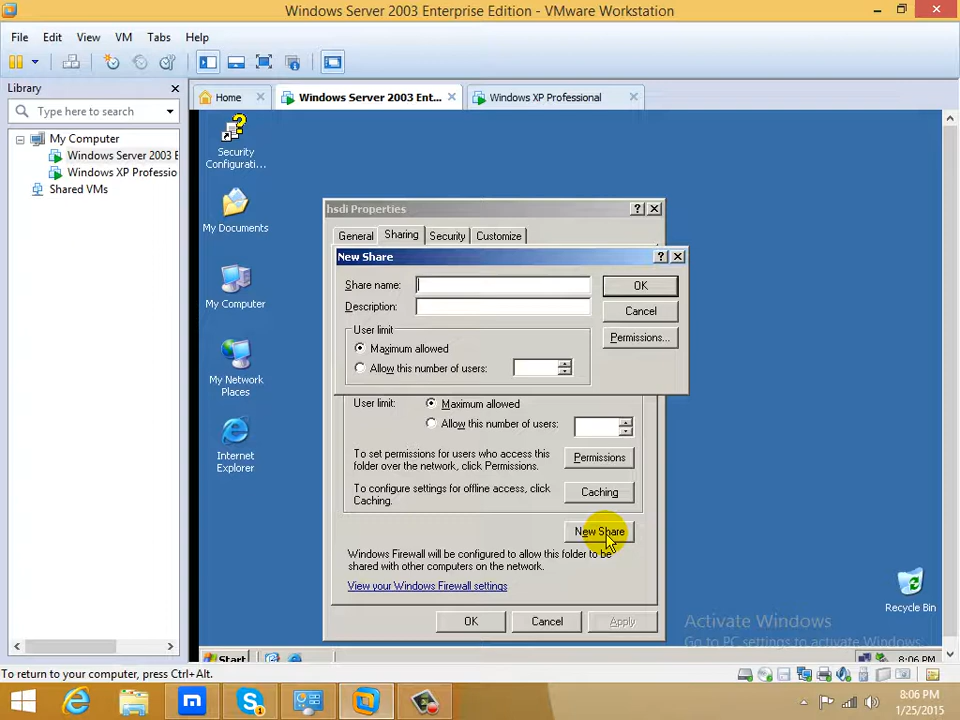 Windows Server 2003 Enterprise Edition - VMware Workstation
File Edit View VM Tabs Help
Library
Home
Windows Server 2003 Ent...
Windows XP Professional
Type here to search
My Computer
Windows Server 2003 E
Windows XP Professio
Shared VMs
Security
Configurati...
My Documents
My Computer
My Network
Places
Internet
Explorer
hsdi Properties
General Sharing Security Customize
New Share
Share name:
OK
Description:
Cancel
User limit
Permissions...
Maximum allowed
Allow this number of users:
User limit:
Maximum allowed
Allow this number of users:
To set permissions for users who access this
folder over the network, click Permissions.
Permissions
To configure settings for offline access, click
Caching.
Caching
New Share
Windows Firewall will be configured to allow this folder to be
shared with other computers on the network.
View your Windows Firewall settings
OK Cancel Apply
Recycle Bin
Activate Windows
Go to PC settings to activate Windows.
Start
8:06 PM
To return to your computer, press Ctrl+Alt.
8:06 PM
1/25/2015